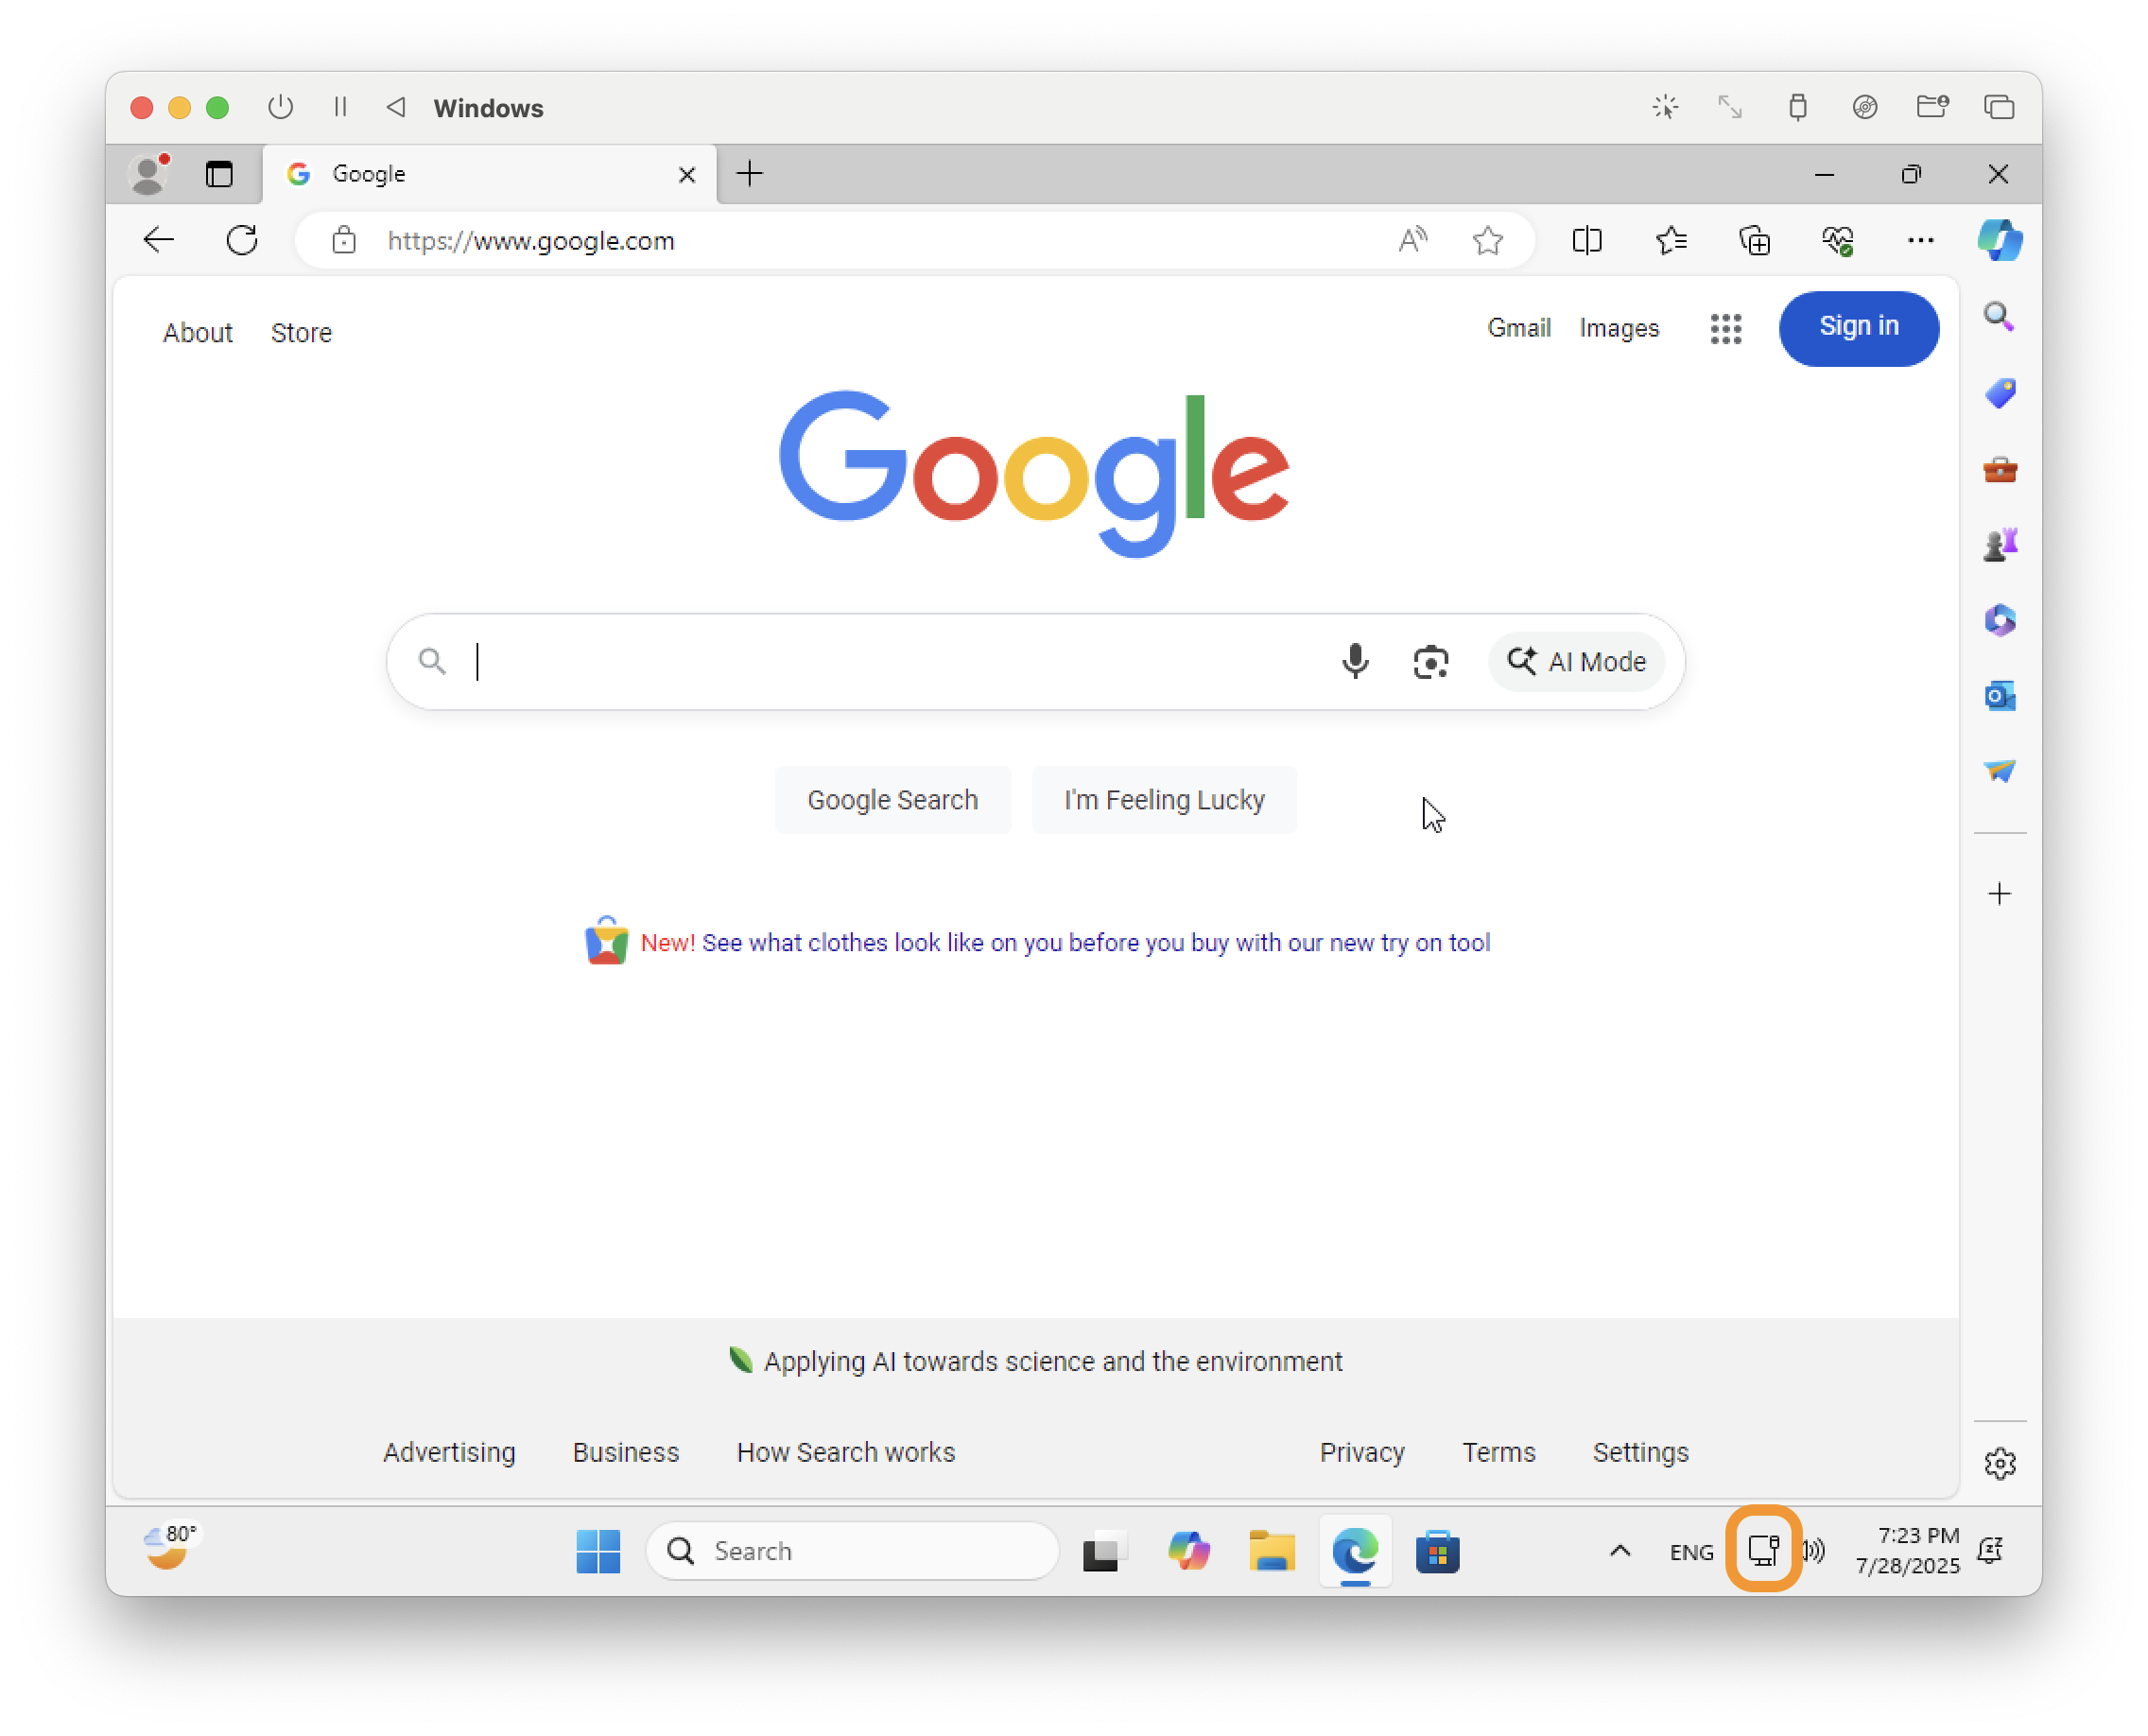 Windows
Google
https://www.google.com
About Store
Gmail Images
Sign in
Google
AI Mode
Google Search
I'm Feeling Lucky
New! See what clothes look like on you before you buy with our new try on tool
Applying AI towards science and the environment
Advertising Business How Search works
Privacy Terms Settings
80°
Search
ENG
7:23 PM
7/28/2025